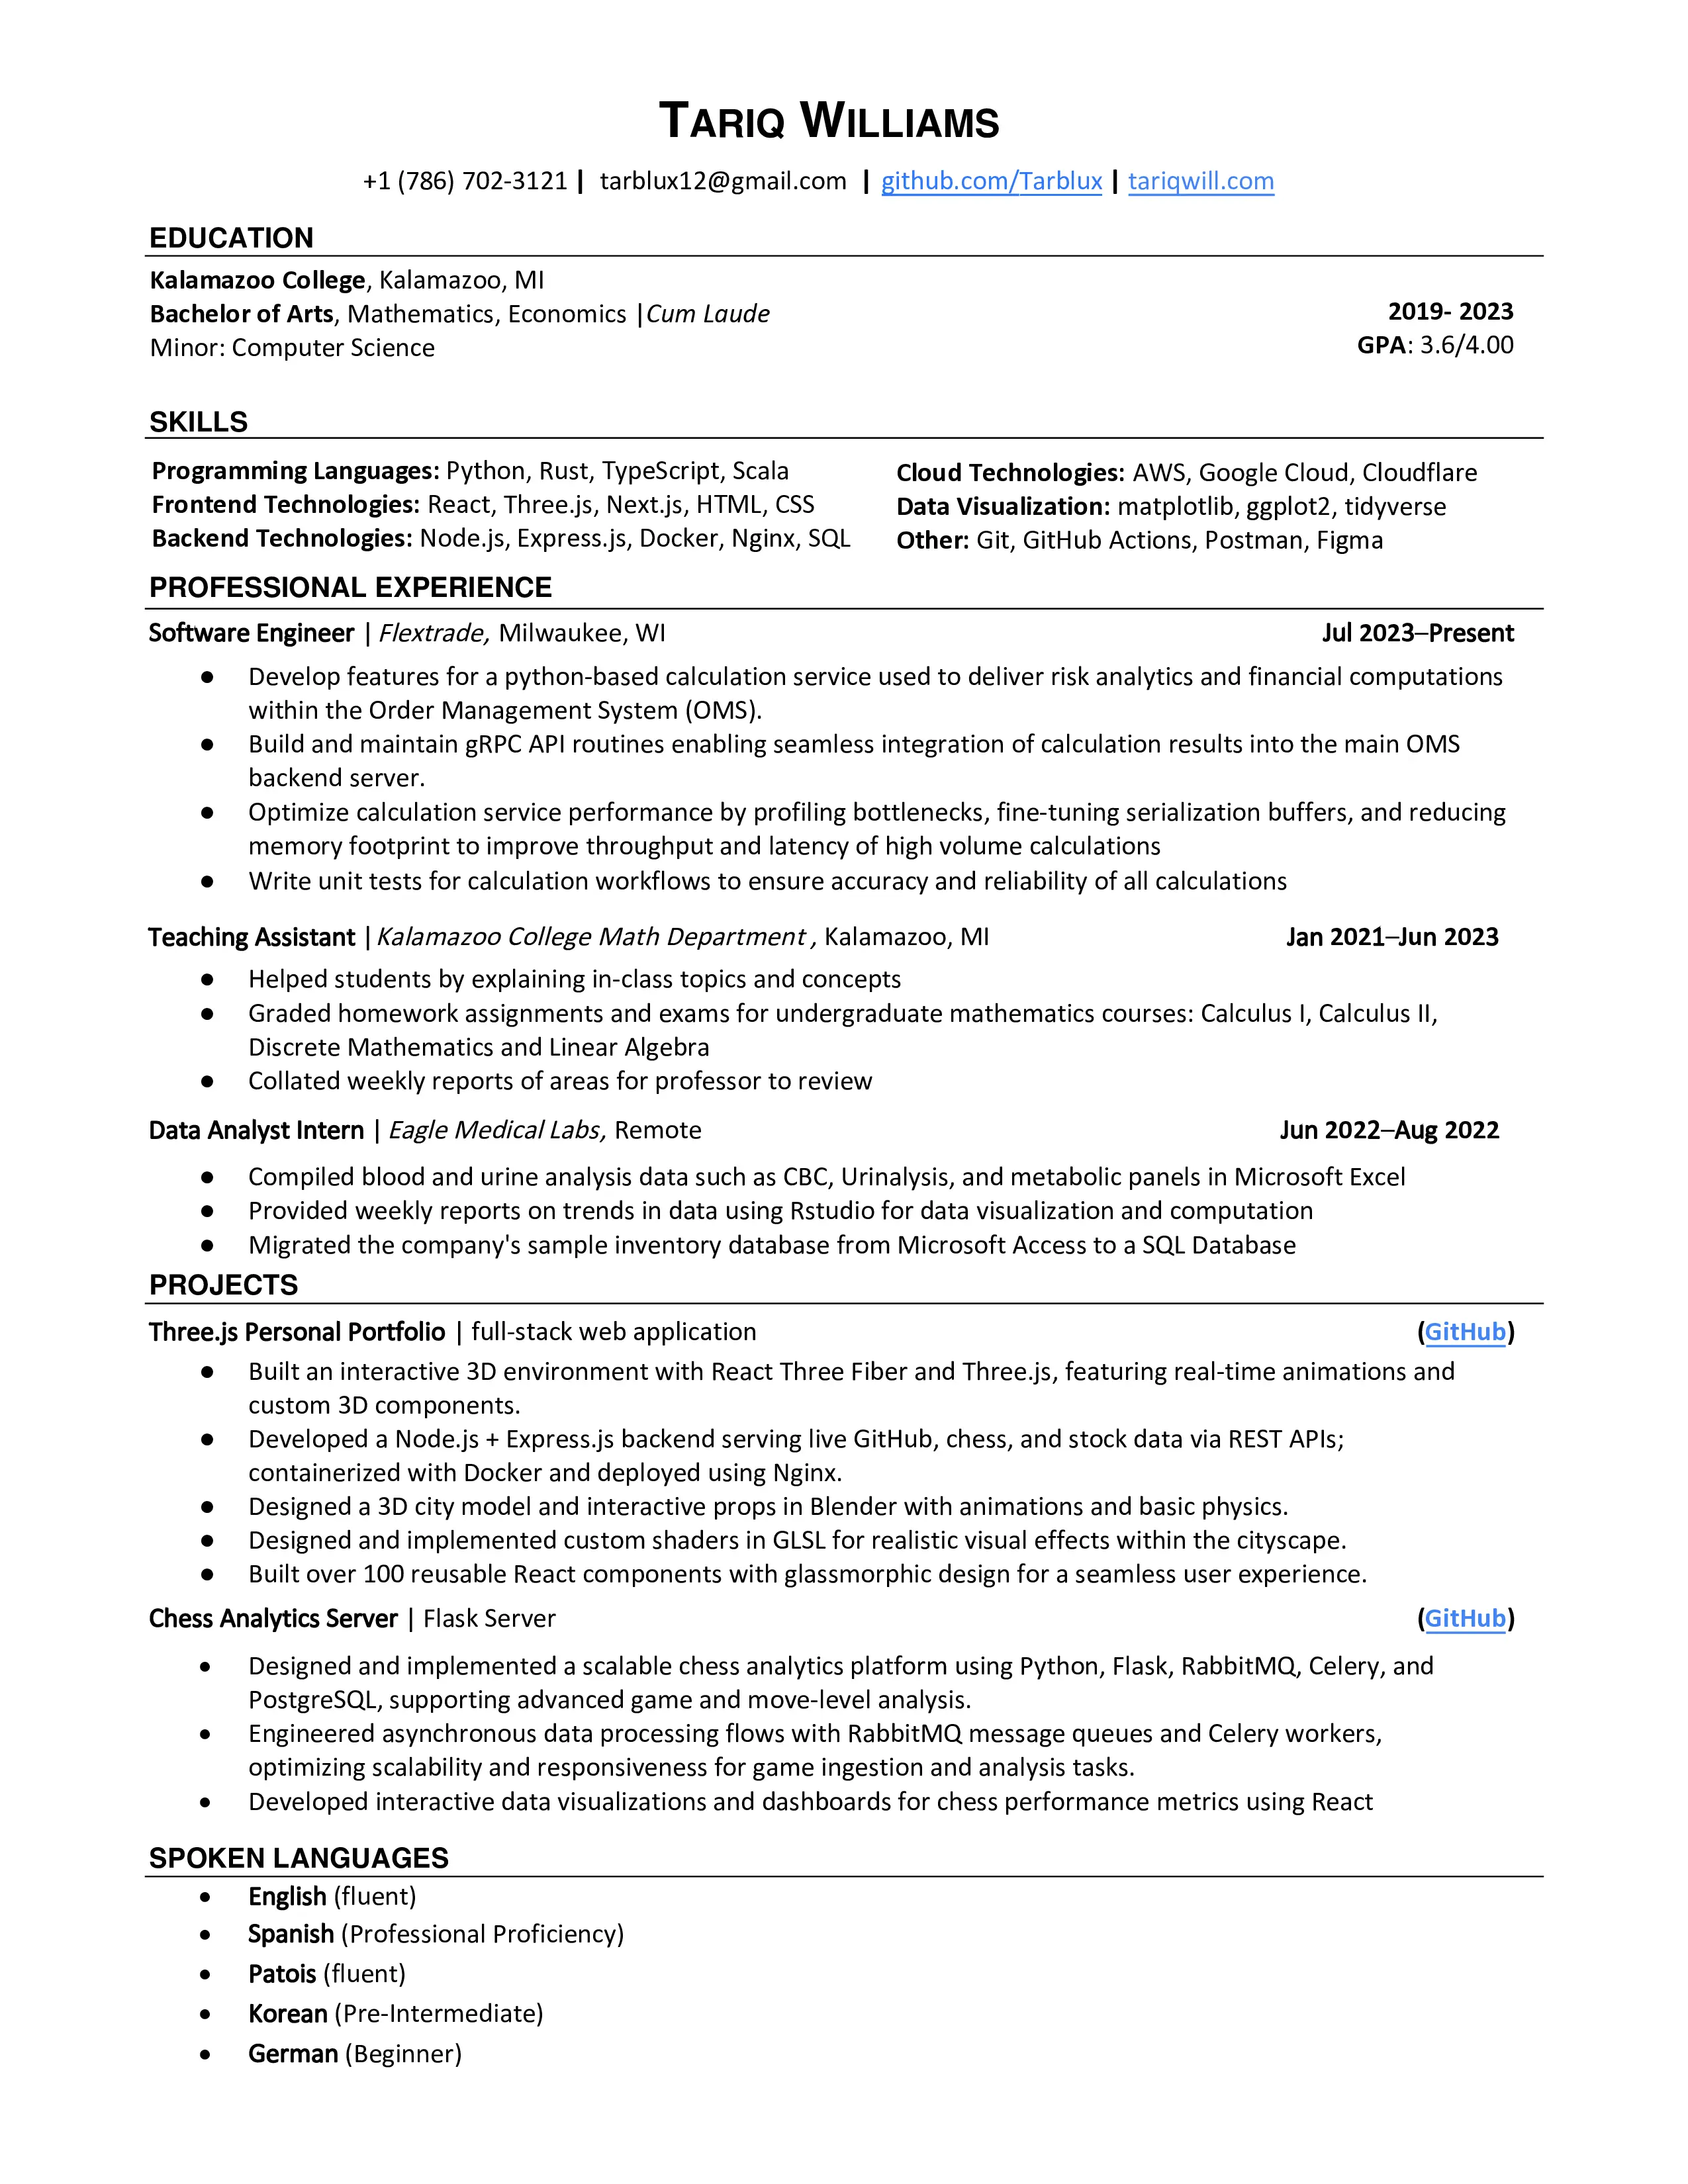 TARIQ WILLIAMS
+1 (786) 702-3121 | tarblux12@gmail.com | github.com/Tarblux | tariqwill.com
EDUCATION
Kalamazoo College, Kalamazoo, MI
Bachelor of Arts, Mathematics, Economics |Cum Laude
2019- 2023
Minor: Computer Science
GPA: 3.6/4.00
SKILLS
Programming Languages: Python, Rust, TypeScript, Scala
Frontend Technologies: React, Three.js, Next.js, HTML, CSS
Backend Technologies: Node.js, Express.js, Docker, Nginx, SQL
Cloud Technologies: AWS, Google Cloud, Cloudflare
Data Visualization: matplotlib, ggplot2, tidyverse
Other: Git, GitHub Actions, Postman, Figma
PROFESSIONAL EXPERIENCE
Software Engineer | Flextrade, Milwaukee, WI Jul 2023–Present
● Develop features for a python-based calculation service used to deliver risk analytics and financial computations
within the Order Management System (OMS).
● Build and maintain gRPC API routines enabling seamless integration of calculation results into the main OMS
backend server.
● Optimize calculation service performance by profiling bottlenecks, fine-tuning serialization buffers, and reducing
memory footprint to improve throughput and latency of high volume calculations
● Write unit tests for calculation workflows to ensure accuracy and reliability of all calculations
Teaching Assistant |Kalamazoo College Math Department , Kalamazoo, MI Jan 2021–Jun 2023
● Helped students by explaining in-class topics and concepts
● Graded homework assignments and exams for undergraduate mathematics courses: Calculus I, Calculus II,
Discrete Mathematics and Linear Algebra
● Collated weekly reports of areas for professor to review
Data Analyst Intern | Eagle Medical Labs, Remote Jun 2022–Aug 2022
● Compiled blood and urine analysis data such as CBC, Urinalysis, and metabolic panels in Microsoft Excel
● Provided weekly reports on trends in data using Rstudio for data visualization and computation
● Migrated the company's sample inventory database from Microsoft Access to a SQL Database
PROJECTS
Three.js Personal Portfolio | full-stack web application (GitHub)
● Built an interactive 3D environment with React Three Fiber and Three.js, featuring real-time animations and
custom 3D components.
● Developed a Node.js + Express.js backend serving live GitHub, chess, and stock data via REST APIs;
containerized with Docker and deployed using Nginx.
● Designed a 3D city model and interactive props in Blender with animations and basic physics.
● Designed and implemented custom shaders in GLSL for realistic visual effects within the cityscape.
● Built over 100 reusable React components with glassmorphic design for a seamless user experience.
Chess Analytics Server | Flask Server (GitHub)
● Designed and implemented a scalable chess analytics platform using Python, Flask, RabbitMQ, Celery, and
PostgreSQL, supporting advanced game and move-level analysis.
● Engineered asynchronous data processing flows with RabbitMQ message queues and Celery workers,
optimizing scalability and responsiveness for game ingestion and analysis tasks.
● Developed interactive data visualizations and dashboards for chess performance metrics using React
SPOKEN LANGUAGES
● English (fluent)
● Spanish (Professional Proficiency)
● Patois (fluent)
● Korean (Pre-Intermediate)
● German (Beginner)